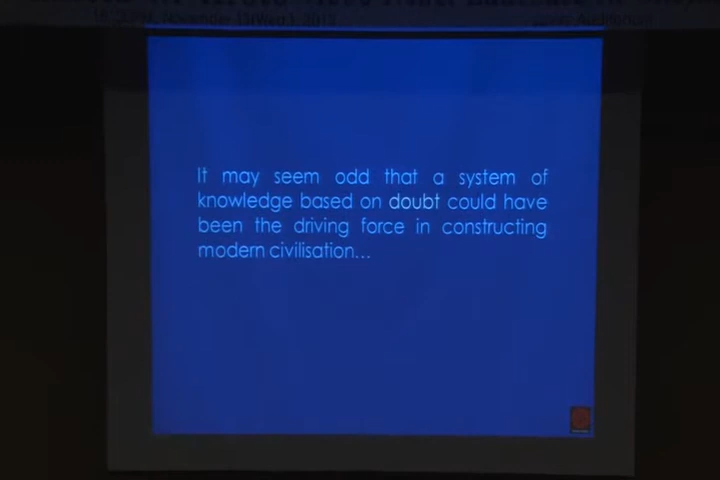 It may seem odd that a system of
knowledge based on doubt could have
been the driving force in constructing
modern civilisation...